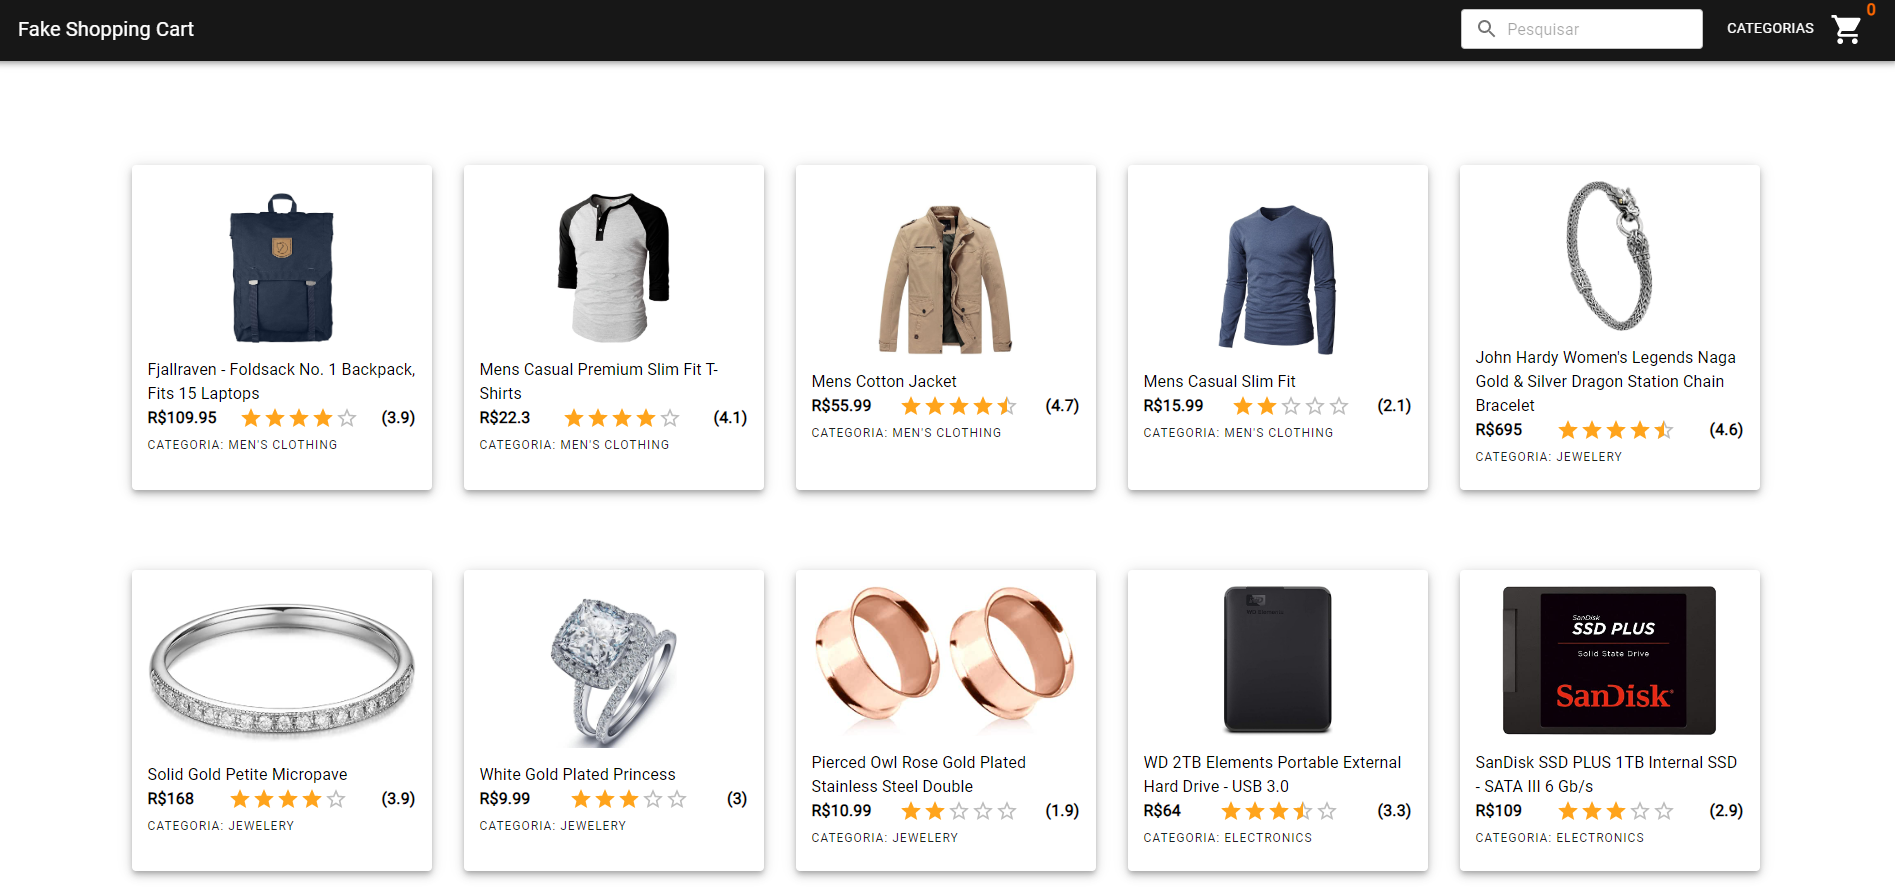 Fake Shopping Cart
Pesquisar
CATEGORIAS
0
Fjallraven - Foldsack No. 1 Backpack,
Fits 15 Laptops
R$109.95 (3.9)
CATEGORIA: MEN'S CLOTHING
Mens Casual Premium Slim Fit T-
Shirts
R$22.3 (4.1)
CATEGORIA: MEN'S CLOTHING
Mens Cotton Jacket
R$55.99 (4.7)
CATEGORIA: MEN'S CLOTHING
Mens Casual Slim Fit
R$15.99 (2.1)
CATEGORIA: MEN'S CLOTHING
John Hardy Women's Legends Naga
Gold & Silver Dragon Station Chain
Bracelet
R$695 (4.6)
CATEGORIA: JEWELERY
Solid Gold Petite Micropave
R$168 (3.9)
CATEGORIA: JEWELERY
White Gold Plated Princess
R$9.99 (3)
CATEGORIA: JEWELERY
Pierced Owl Rose Gold Plated
Stainless Steel Double
R$10.99 (1.9)
CATEGORIA: JEWELERY
WD Elements
WD 2TB Elements Portable External
Hard Drive - USB 3.0
R$64 (3.3)
CATEGORIA: ELECTRONICS
SanDisk
SSD PLUS
Solid State Drive
SanDisk
SanDisk SSD PLUS 1TB Internal SSD
- SATA III 6 Gb/s
R$109 (2.9)
CATEGORIA: ELECTRONICS